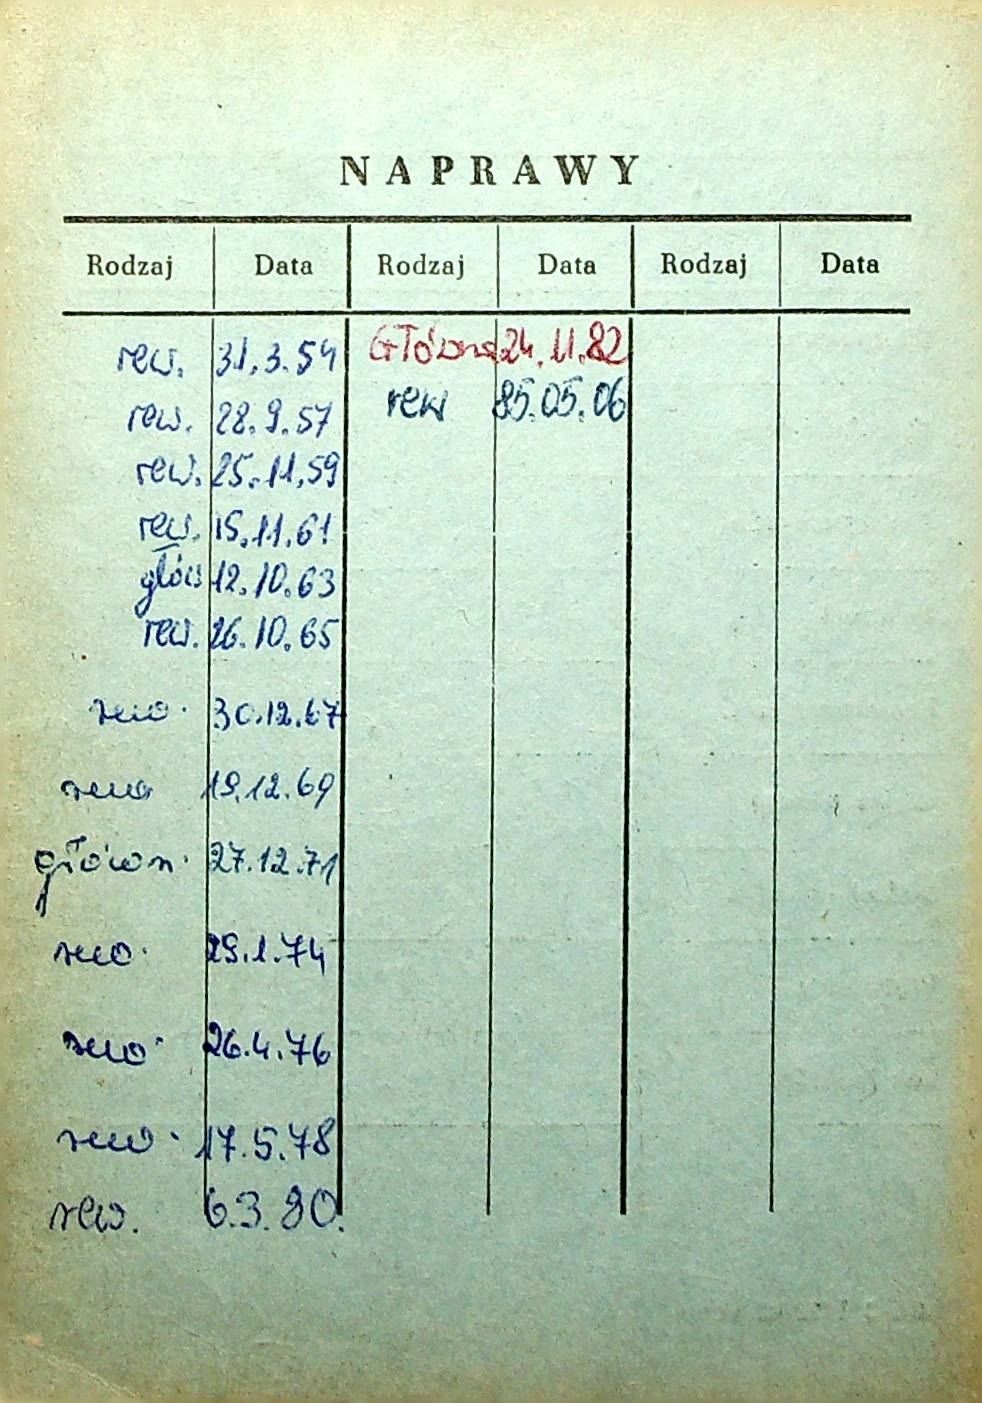 NAPRAWY
Rodzaj Data Rodzaj Data Rodzaj Data
rew. 31.3.54 Główna 24.11.82
rew. 28.9.57 rew 85.05.06
rew. 25.11.59
rew. 15.11.61
głów 12.10.63
rew. 26.10.65
rew. 30.12.67
rew 19.12.69
główn. 27.12.71
rew. 29.1.74
rew. 26.4.76
rew. 17.5.78
rew. 6.3.80.